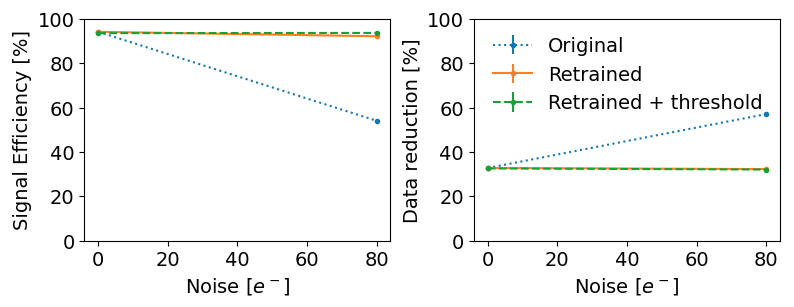 Signal Efficiency [%]
100
80
60
40
20
0
0 20 40 60 80
Noise [e⁻]
Data reduction [%]
100
80
60
40
20
0
Original
Retrained
Retrained + threshold
0 20 40 60 80
Noise [e⁻]